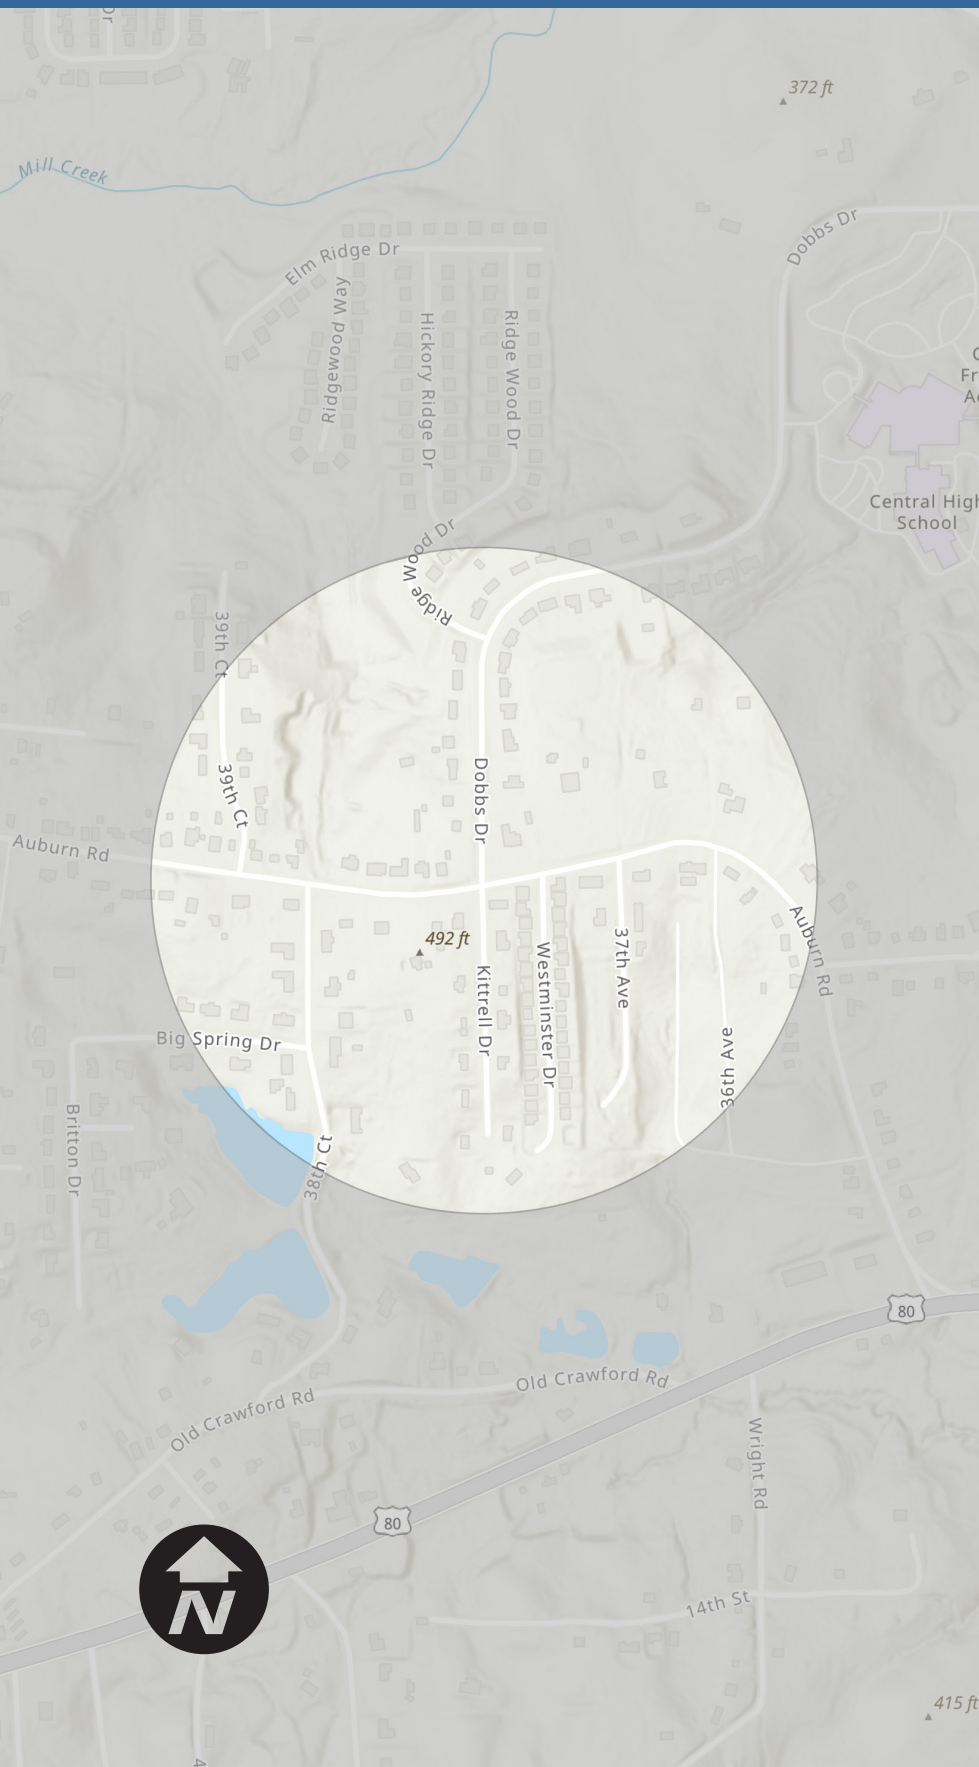 Dr
372 ft
Mill Creek
Dobbs Dr
Elm Ridge Dr
Ridgewood Way
Hickory Ridge Dr
Ridge Wood Dr
Central High
School
Ridge Wood Dr
39th Ct
39th Ct
Dobbs Dr
Auburn Rd
Auburn Rd
492 ft
Kittrell Dr
Westminster Dr
37th Ave
36th Ave
Big Spring Dr
Britton Dr
38th Ct
80
Old Crawford Rd
Old Crawford Rd
Wright Rd
80
N
14th St
415 ft
4